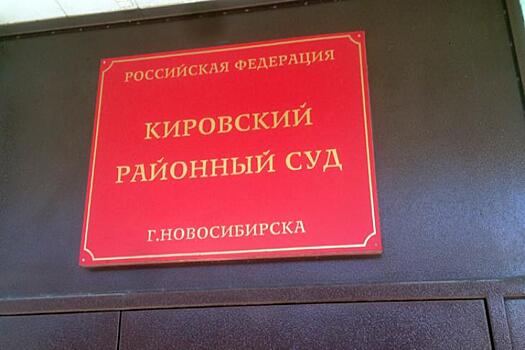 РОССИЙСКАЯ ФЕДЕРАЦИЯ
КИРОВСКИЙ
РАЙОННЫЙ СУД
Г.НОВОСИБИРСКА